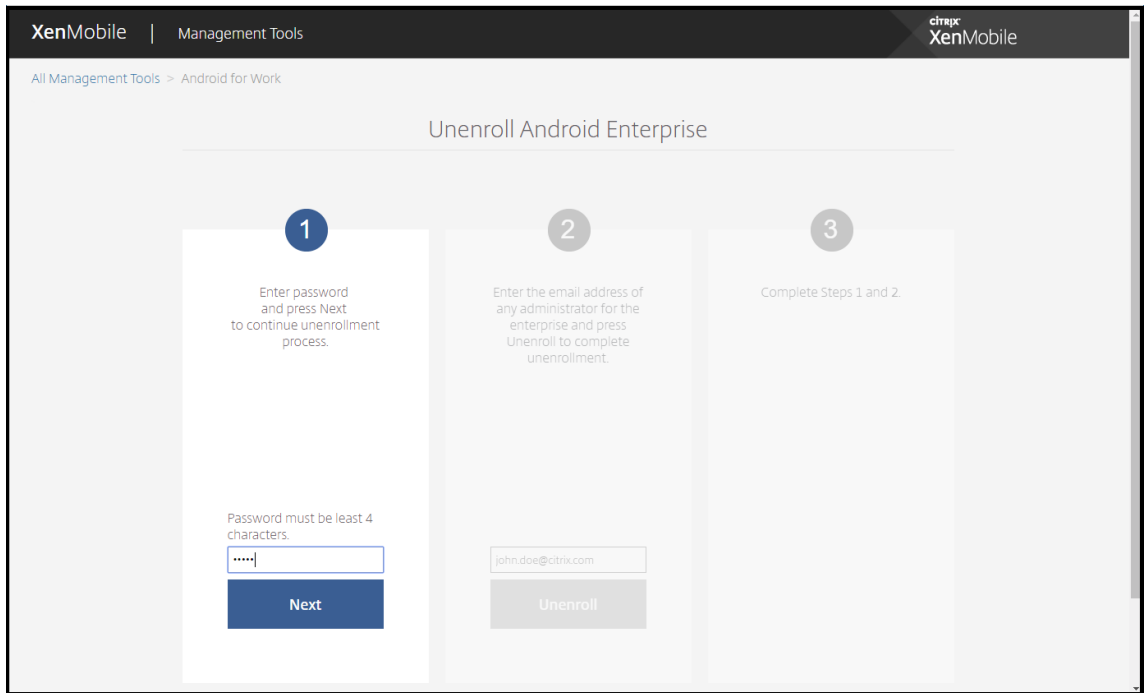 XenMobile | Management Tools
CITRIX
XenMobile
All Management Tools > Android for Work
Unenroll Android Enterprise
1
Enter password
and press Next
to continue unenrollment
process.
Password must be least 4
characters.
•••••
Next
2
Enter the email address of
any administrator for the
enterprise and press
Unenroll to complete
unenrollment.
john.doe@citrix.com
Unenroll
3
Complete Steps 1 and 2.